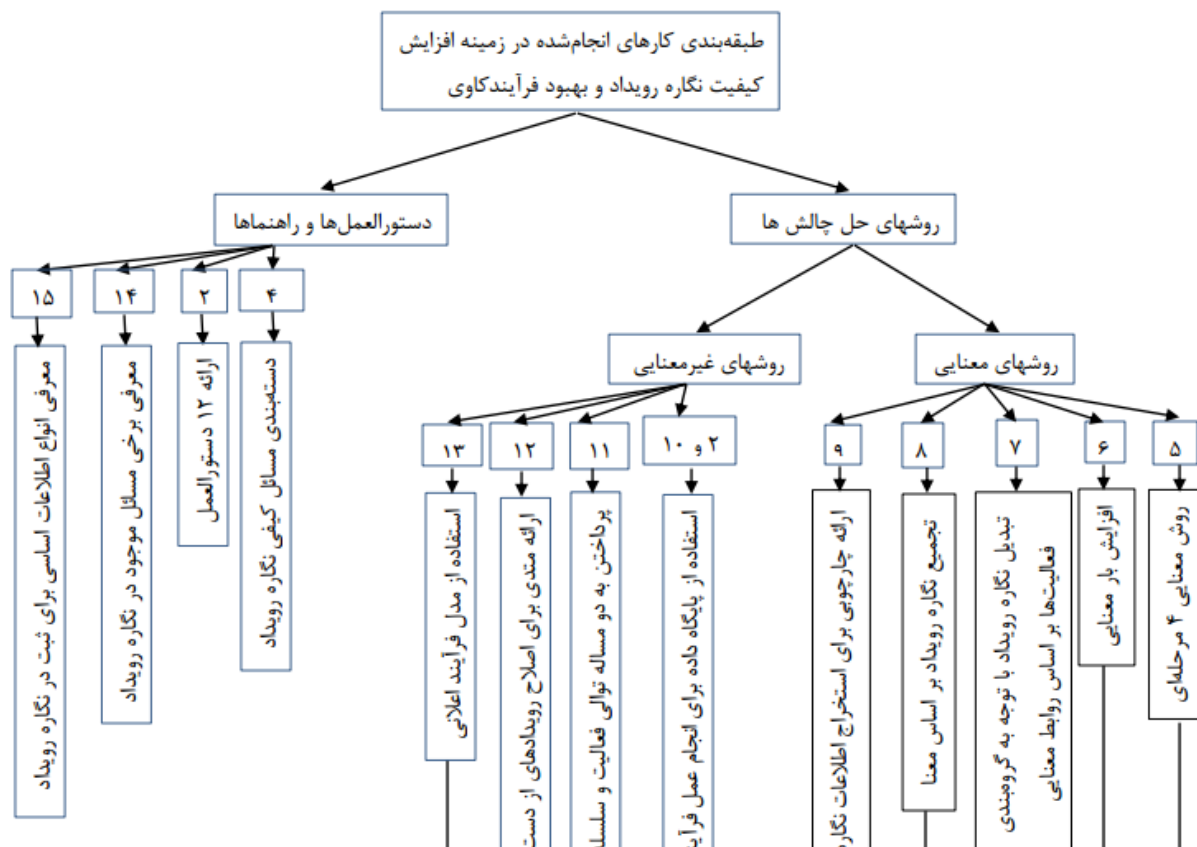 طبقه‌بندی کارهای انجام‌شده در زمینه افزایش
کیفیت نگاره رویداد و بهبود فرآیندکاوی
روشهای حل چالش ها
دستورالعمل‌ها و راهنماها
۴
۲
۱۴
۱۵
دسته‌بندی مسائل کیفی نگاره رویداد
ارائه ۱۲ دستورالعمل
معرفی برخی مسائل موجود در نگاره رویداد
معرفی انواع اطلاعات اساسی برای ثبت در نگاره رویداد
روشهای معنایی
روشهای غیرمعنایی
۵
۶
۷
۸
۹
۲ و ۱۰
۱۱
۱۲
۱۳
روش معنایی ۴ مرحله‌ای
افزایش بار معنایی
تبدیل نگاره رویداد با توجه به گروه‌بندی
فعالیت‌ها بر اساس روابط معنایی
تجمیع نگاره رویداد بر اساس معنا
ارائه چارچوبی برای استخراج اطلاعات نگاره
استفاده از پایگاه داده برای انجام عمل
پرداختن به دو مساله توالی فعالیت و
ارائه متدی برای اصلاح رویدادهای از دست
استفاده از مدل فرآیند اعلانی